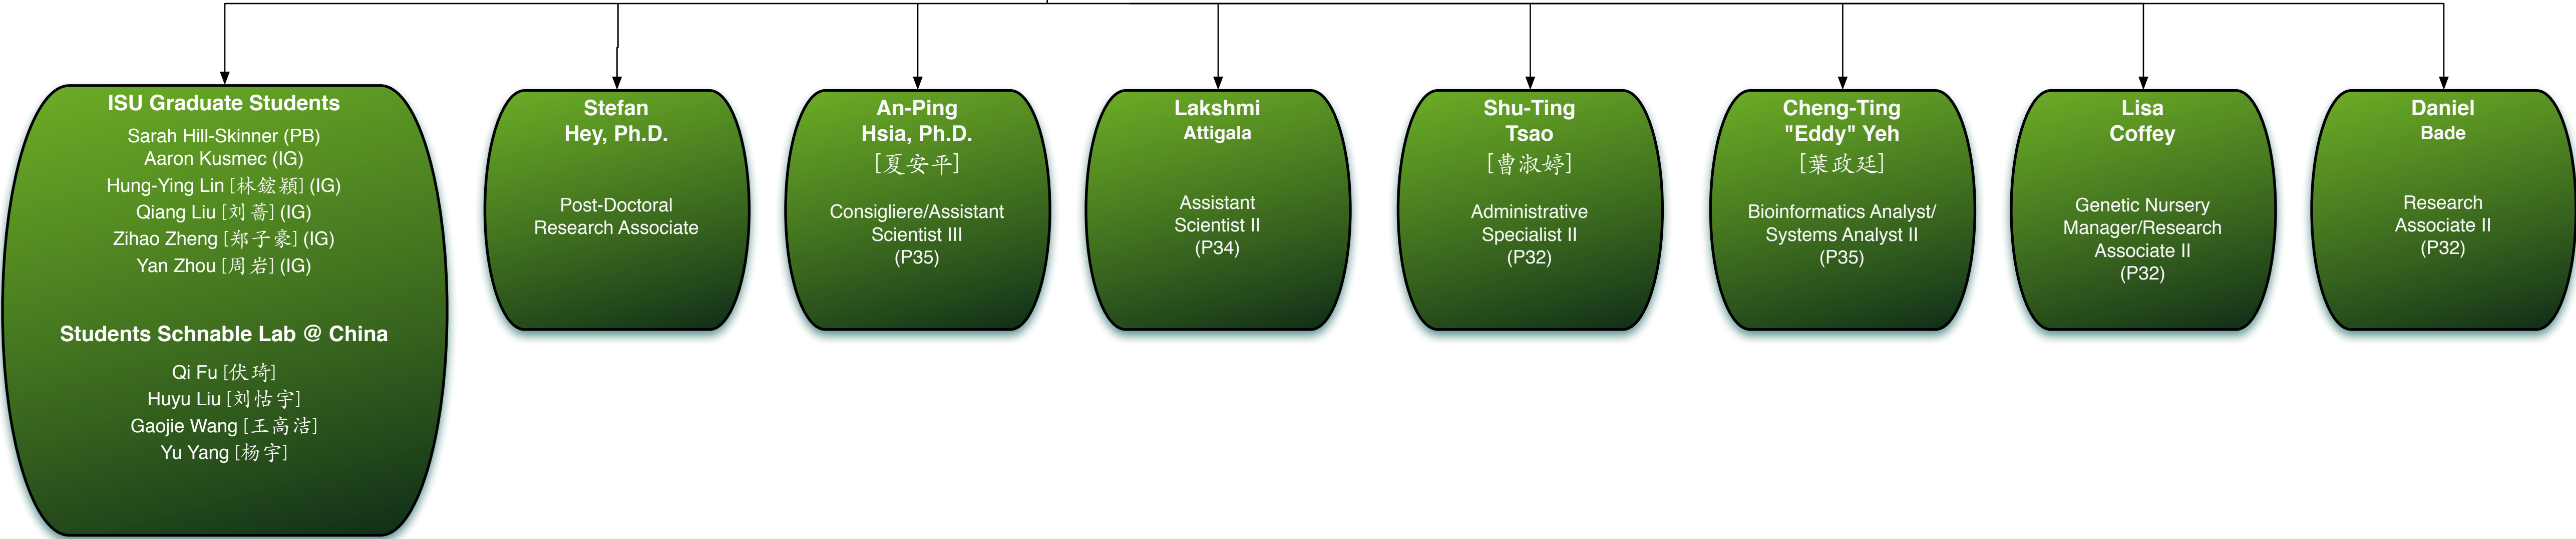 ISU Graduate Students
Sarah Hill-Skinner (PB)
Aaron Kusmec (IG)
Hung-Ying Lin [林鋐穎] (IG)
Qiang Liu [刘蔷] (IG)
Zihao Zheng [郑子豪] (IG)
Yan Zhou [周岩] (IG)
Students Schnable Lab @ China
Qi Fu [伏琦]
Huyu Liu [刘怙宇]
Gaojie Wang [王高洁]
Yu Yang [杨宇]
Stefan
Hey, Ph.D.
Post-Doctoral
Research Associate
An-Ping
Hsia, Ph.D.
[夏安平]
Consigliere/Assistant
Scientist III
(P35)
Lakshmi
Attigala
Assistant
Scientist II
(P34)
Shu-Ting
Tsao
[曹淑婷]
Administrative
Specialist II
(P32)
Cheng-Ting
"Eddy" Yeh
[葉政廷]
Bioinformatics Analyst/
Systems Analyst II
(P35)
Lisa
Coffey
Genetic Nursery
Manager/Research
Associate II
(P32)
Daniel
Bade
Research
Associate II
(P32)